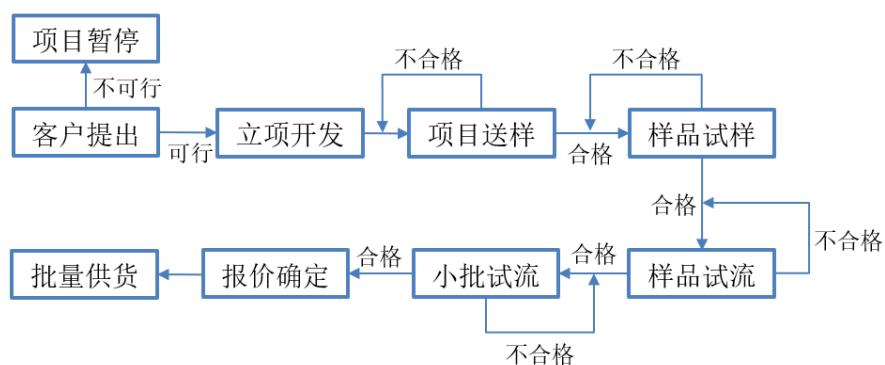 项目暂停
不可行
不合格
不合格
客户提出
可行
立项开发
项目送样
合格
样品试样
合格
不合格
批量供货
报价确定
合格
小批试流
合格
样品试流
不合格